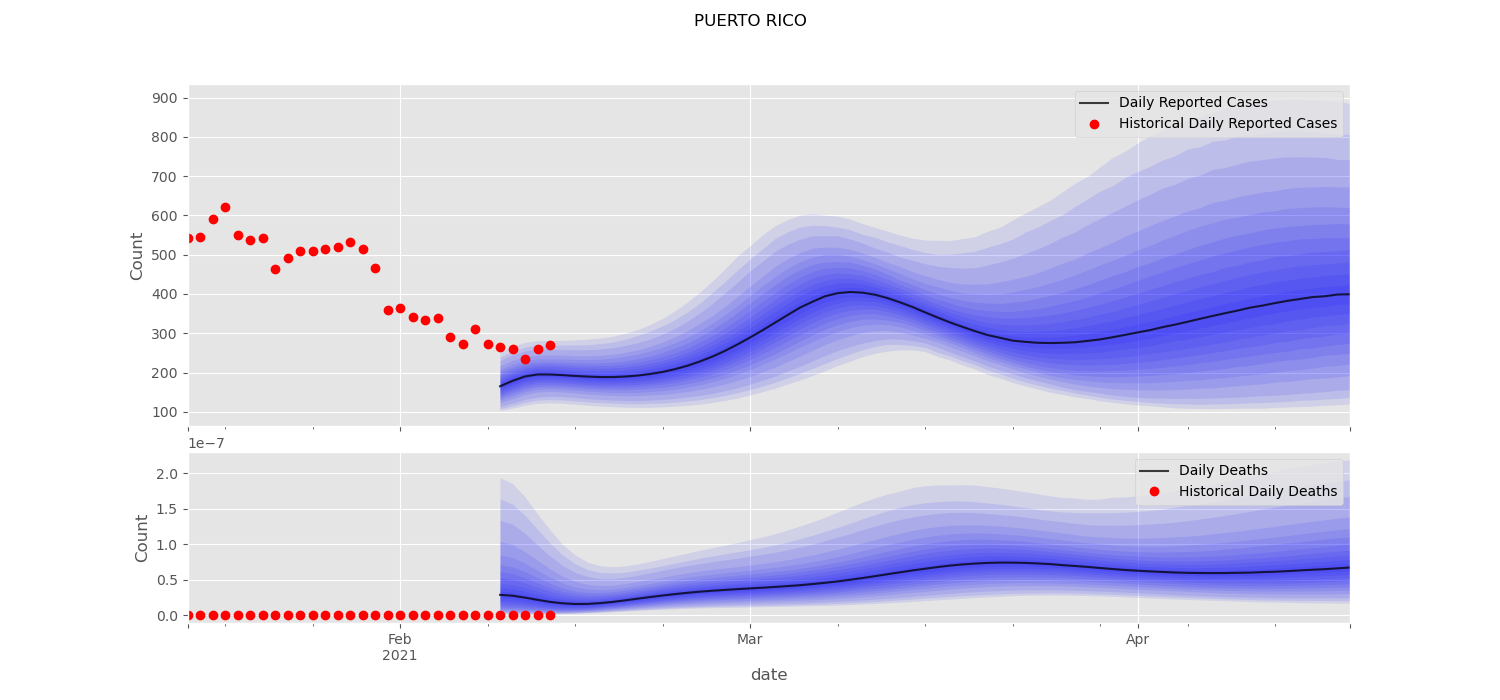 PUERTO RICO
900
800
700
600
500
400
300
200
100
Count
Daily Reported Cases
Historical Daily Reported Cases
1e−7
2.0
1.5
1.0
0.5
0.0
Count
Daily Deaths
Historical Daily Deaths
Feb
2021
Mar
Apr
date